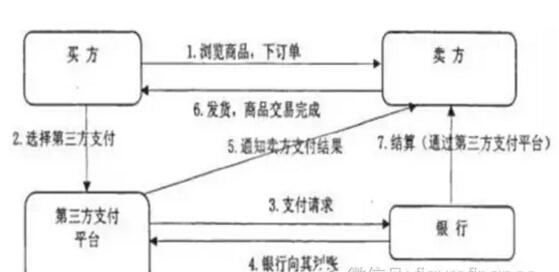 买方
1.浏览商品，下订单
卖方
6.发货，商品交易完成
2.选择第三方支付
5.通知卖方支付结果
7.结算（通过第三方支付平台）
第三方支付
平台
3.支付请求
银行
4.银行向其划账